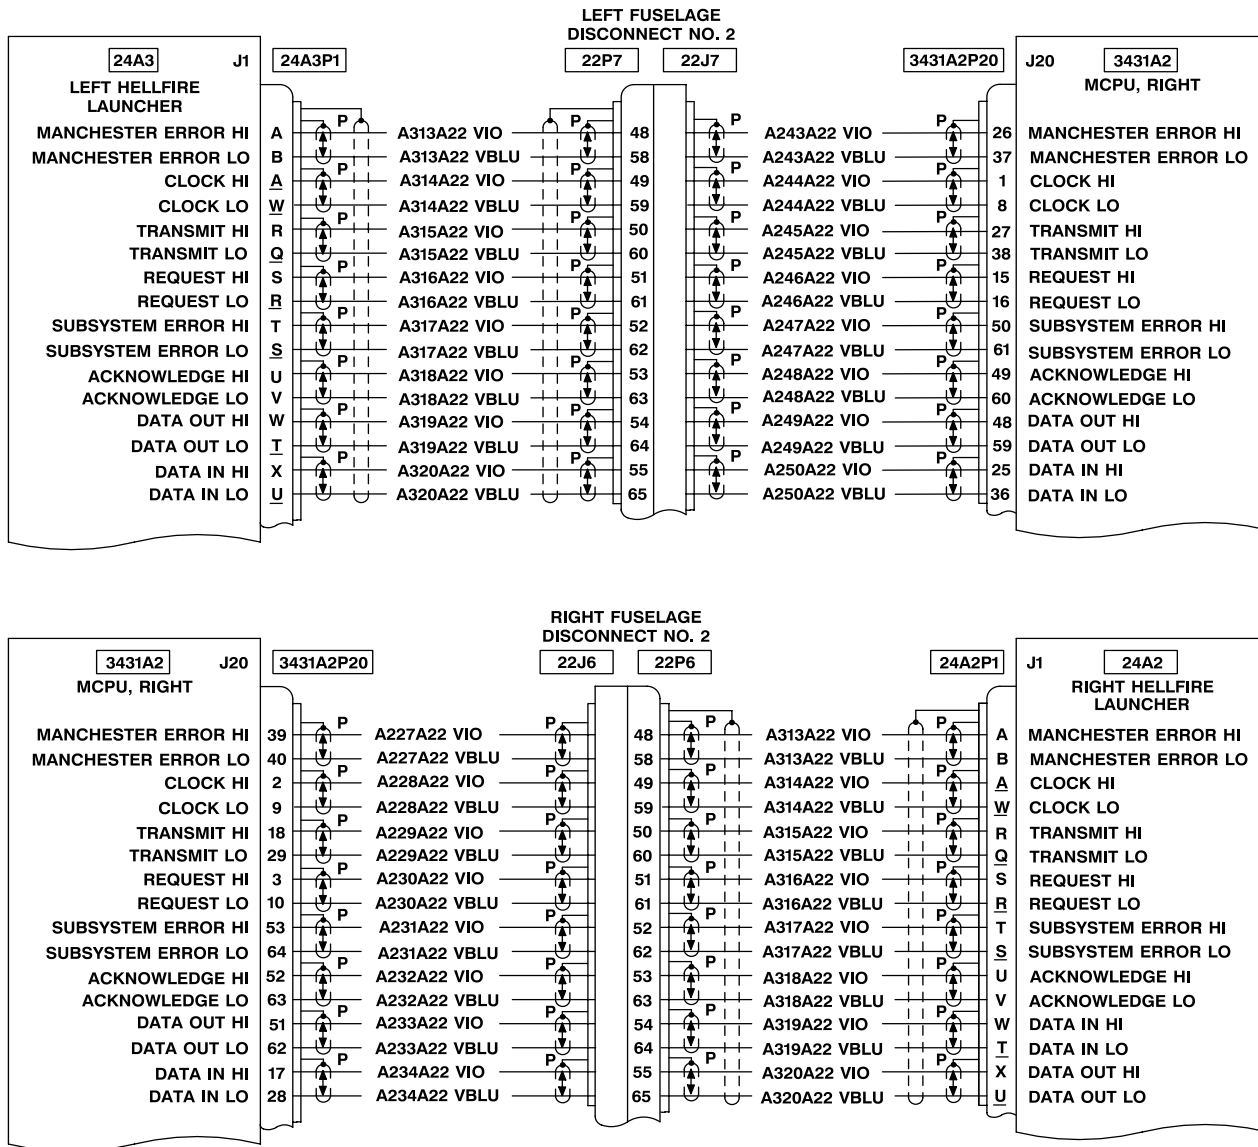 LEFT FUSELAGE
DISCONNECT NO. 2
24A3 J1 24A3P1 22P7 22J7 3431A2P20 J20 3431A2
LEFT HELLFIRE MCPU, RIGHT
LAUNCHER
P P P P
MANCHESTER ERROR HI A A313A22 VIO 48 A243A22 VIO 26 MANCHESTER ERROR HI
MANCHESTER ERROR LO B A313A22 VBLU 58 A243A22 VBLU 37 MANCHESTER ERROR LO
P P P P
CLOCK HI A A314A22 VIO 49 A244A22 VIO 1 CLOCK HI
CLOCK LO W A314A22 VBLU 59 A244A22 VBLU 8 CLOCK LO
P P P P
TRANSMIT HI R A315A22 VIO 50 A245A22 VIO 27 TRANSMIT HI
TRANSMIT LO Q A315A22 VBLU 60 A245A22 VBLU 38 TRANSMIT LO
P P P P
REQUEST HI S A316A22 VIO 51 A246A22 VIO 15 REQUEST HI
REQUEST LO R A316A22 VBLU 61 A246A22 VBLU 16 REQUEST LO
P P P P
SUBSYSTEM ERROR HI T A317A22 VIO 52 A247A22 VIO 50 SUBSYSTEM ERROR HI
SUBSYSTEM ERROR LO S A317A22 VBLU 62 A247A22 VBLU 61 SUBSYSTEM ERROR LO
P P P P
ACKNOWLEDGE HI U A318A22 VIO 53 A248A22 VIO 49 ACKNOWLEDGE HI
ACKNOWLEDGE LO V A318A22 VBLU 63 A248A22 VBLU 60 ACKNOWLEDGE LO
P P P P
DATA OUT HI W A319A22 VIO 54 A249A22 VIO 48 DATA OUT HI
DATA OUT LO T A319A22 VBLU 64 A249A22 VBLU 59 DATA OUT LO
P P P P
DATA IN HI X A320A22 VIO 55 A250A22 VIO 25 DATA IN HI
DATA IN LO U A320A22 VBLU 65 A250A22 VBLU 36 DATA IN LO
RIGHT FUSELAGE
DISCONNECT NO. 2
3431A2 J20 3431A2P20 22J6 22P6 24A2P1 J1 24A2
MCPU, RIGHT RIGHT HELLFIRE
LAUNCHER
P P P P
MANCHESTER ERROR HI 39 A227A22 VIO 48 A313A22 VIO A MANCHESTER ERROR HI
MANCHESTER ERROR LO 40 A227A22 VBLU 58 A313A22 VBLU B MANCHESTER ERROR LO
P P P P
CLOCK HI 2 A228A22 VIO 49 A314A22 VIO A CLOCK HI
CLOCK LO 9 A228A22 VBLU 59 A314A22 VBLU W CLOCK LO
P P P P
TRANSMIT HI 18 A229A22 VIO 50 A315A22 VIO R TRANSMIT HI
TRANSMIT LO 29 A229A22 VBLU 60 A315A22 VBLU Q TRANSMIT LO
P P P P
REQUEST HI 3 A230A22 VIO 51 A316A22 VIO S REQUEST HI
REQUEST LO 10 A230A22 VBLU 61 A316A22 VBLU R REQUEST LO
P P P P
SUBSYSTEM ERROR HI 53 A231A22 VIO 52 A317A22 VIO T SUBSYSTEM ERROR HI
SUBSYSTEM ERROR LO 64 A231A22 VBLU 62 A317A22 VBLU S SUBSYSTEM ERROR LO
P P P P
ACKNOWLEDGE HI 52 A232A22 VIO 53 A318A22 VIO U ACKNOWLEDGE HI
ACKNOWLEDGE LO 63 A232A22 VBLU 63 A318A22 VBLU V ACKNOWLEDGE LO
P P P P
DATA OUT HI 51 A233A22 VIO 54 A319A22 VIO W DATA IN HI
DATA OUT LO 62 A233A22 VBLU 64 A319A22 VBLU T DATA IN LO
P P P P
DATA IN HI 17 A234A22 VIO 55 A320A22 VIO X DATA OUT HI
DATA IN LO 28 A234A22 VBLU 65 A320A22 VBLU U DATA OUT LO